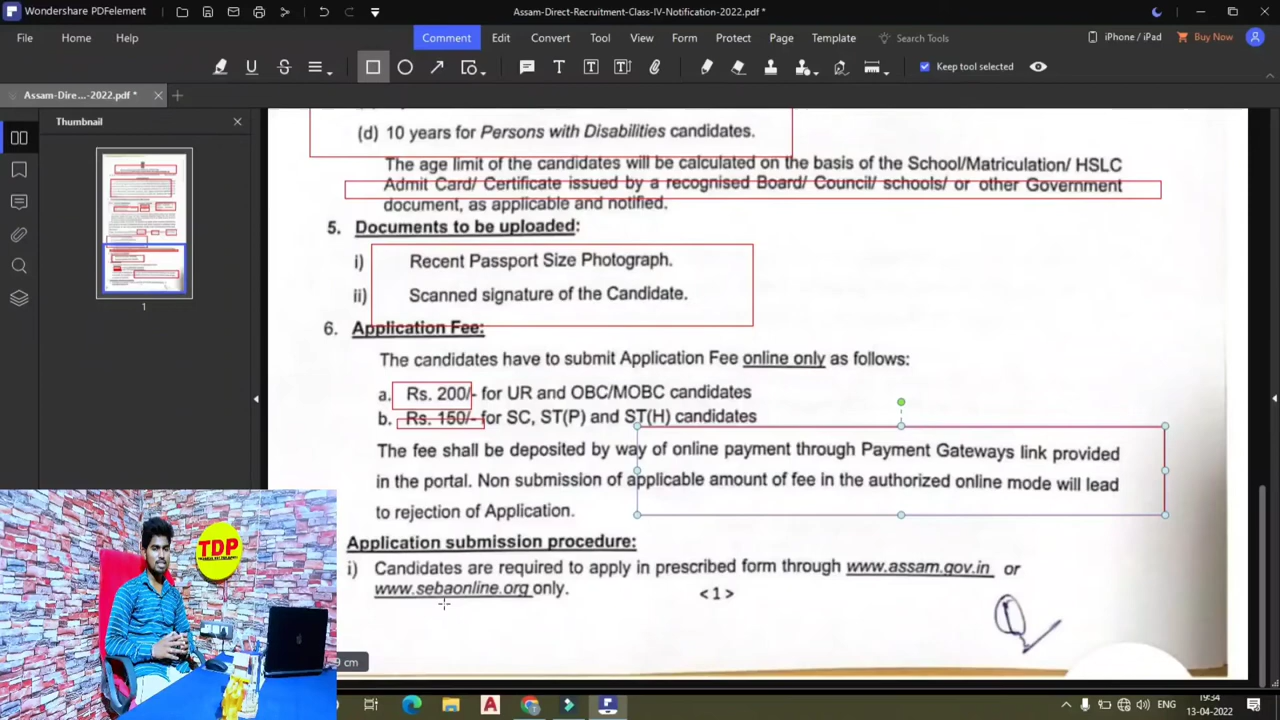 Wondershare PDFelement
Assam-Direct-Recruitment-Class-IV-Notification-2022.pdf *
File Home Help Comment Edit Convert Tool View Form Protect Page Template Search Tools iPhone / iPad Buy Now
Keep tool selected
Assam-Dire...-2022.pdf *
Thumbnail
1
(d) 10 years for Persons with Disabilities candidates.
The age limit of the candidates will be calculated on the basis of the School/Matriculation/ HSLC
Admit Card/ Certificate issued by a recognised Board/ Council/ schools/ or other Government
document, as applicable and notified.
5. Documents to be uploaded:
i) Recent Passport Size Photograph.
ii) Scanned signature of the Candidate.
6. Application Fee:
The candidates have to submit Application Fee online only as follows:
a. Rs. 200/- for UR and OBC/MOBC candidates
b. Rs. 150/- for SC, ST(P) and ST(H) candidates
The fee shall be deposited by way of online payment through Payment Gateways link provided
in the portal. Non submission of applicable amount of fee in the authorized online mode will lead
to rejection of Application.
Application submission procedure:
i) Candidates are required to apply in prescribed form through www.assam.gov.in or
www.sebaonline.org only.
< 1 >
TDP
9 cm
19:34
13-04-2022